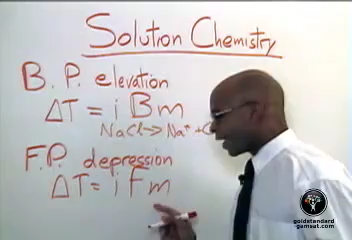 Solution Chemistry
B.P. elevation
ΔT = i B m
NaCl → Na⁺ +
F.P. depression
ΔT = i F m
goldstandard
gamsat.com